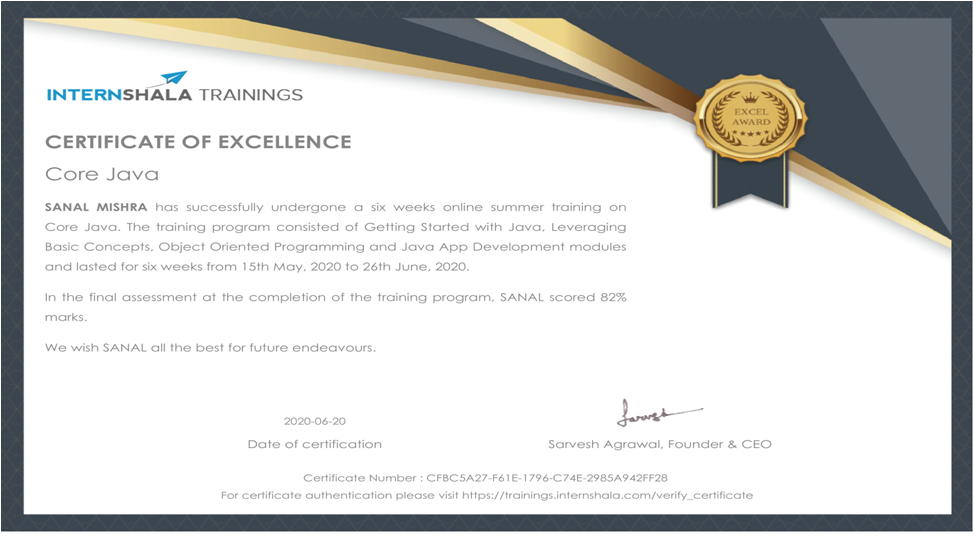 INTERNSHALA TRAININGS
EXCEL
AWARD
CERTIFICATE OF EXCELLENCE
Core Java
SANAL MISHRA has successfully undergone a six weeks online summer training on
Core Java. The training program consisted of Getting Started with Java, Leveraging
Basic Concepts, Object Oriented Programming and Java App Development modules
and lasted for six weeks from 15th May, 2020 to 26th June, 2020.
In the final assessment at the completion of the training program, SANAL scored 82%
marks.
We wish SANAL all the best for future endeavours.
Sarvesh
2020-06-20
Date of certification
Sarvesh Agrawal, Founder & CEO
Certificate Number : CFBC5A27-F61E-1796-C74E-2985A942FF28
For certificate authentication please visit https://trainings.internshala.com/verify_certificate